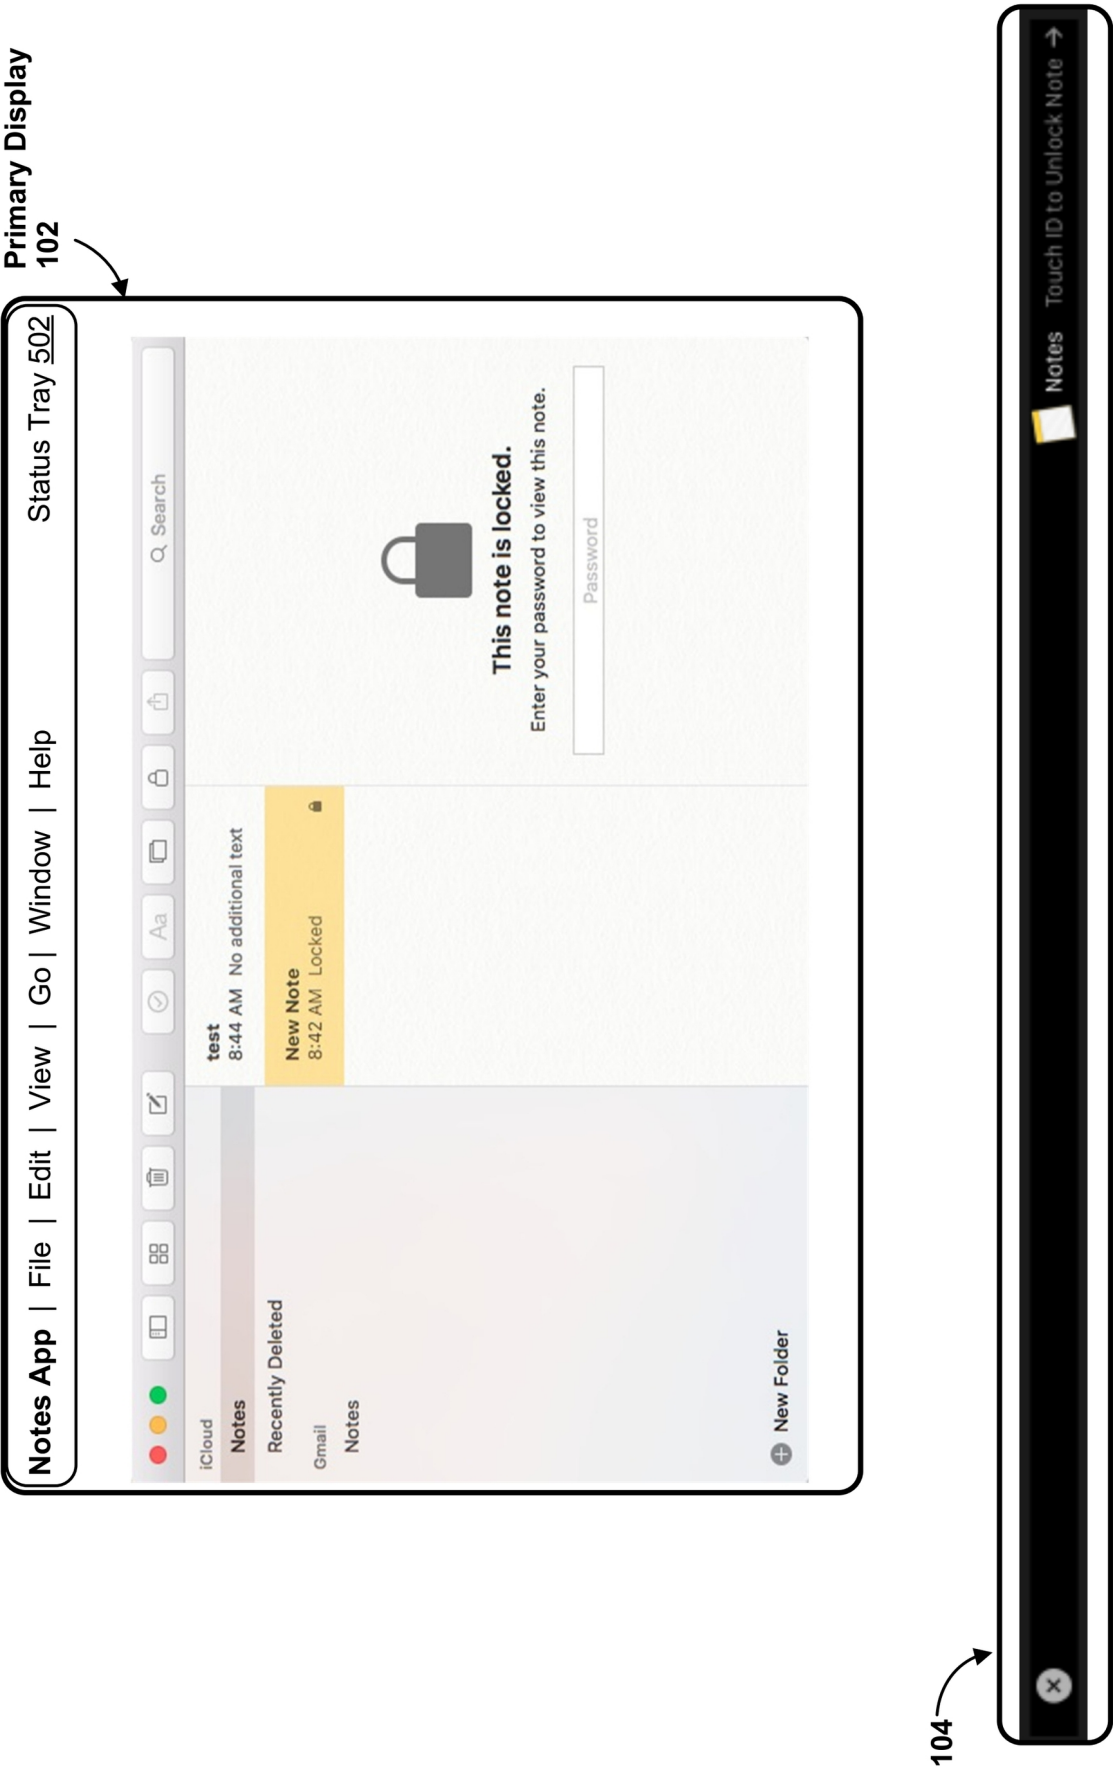 Primary Display
102
Notes App | File | Edit | View | Go | Window | Help
Status Tray 502
Search
Aa
iCloud
Notes
Recently Deleted
Gmail
Notes
New Folder
test
8:44 AM No additional text
New Note
8:42 AM Locked
This note is locked.
Enter your password to view this note.
Password
104
Notes Touch ID to Unlock Note →